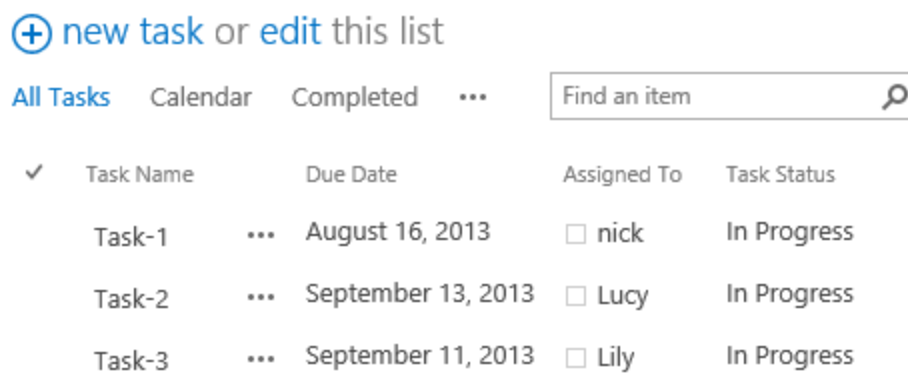 new task or edit this list
All Tasks Calendar Completed ••• Find an item
Task Name Due Date Assigned To Task Status
Task-1 ••• August 16, 2013 nick In Progress
Task-2 ••• September 13, 2013 Lucy In Progress
Task-3 ••• September 11, 2013 Lily In Progress